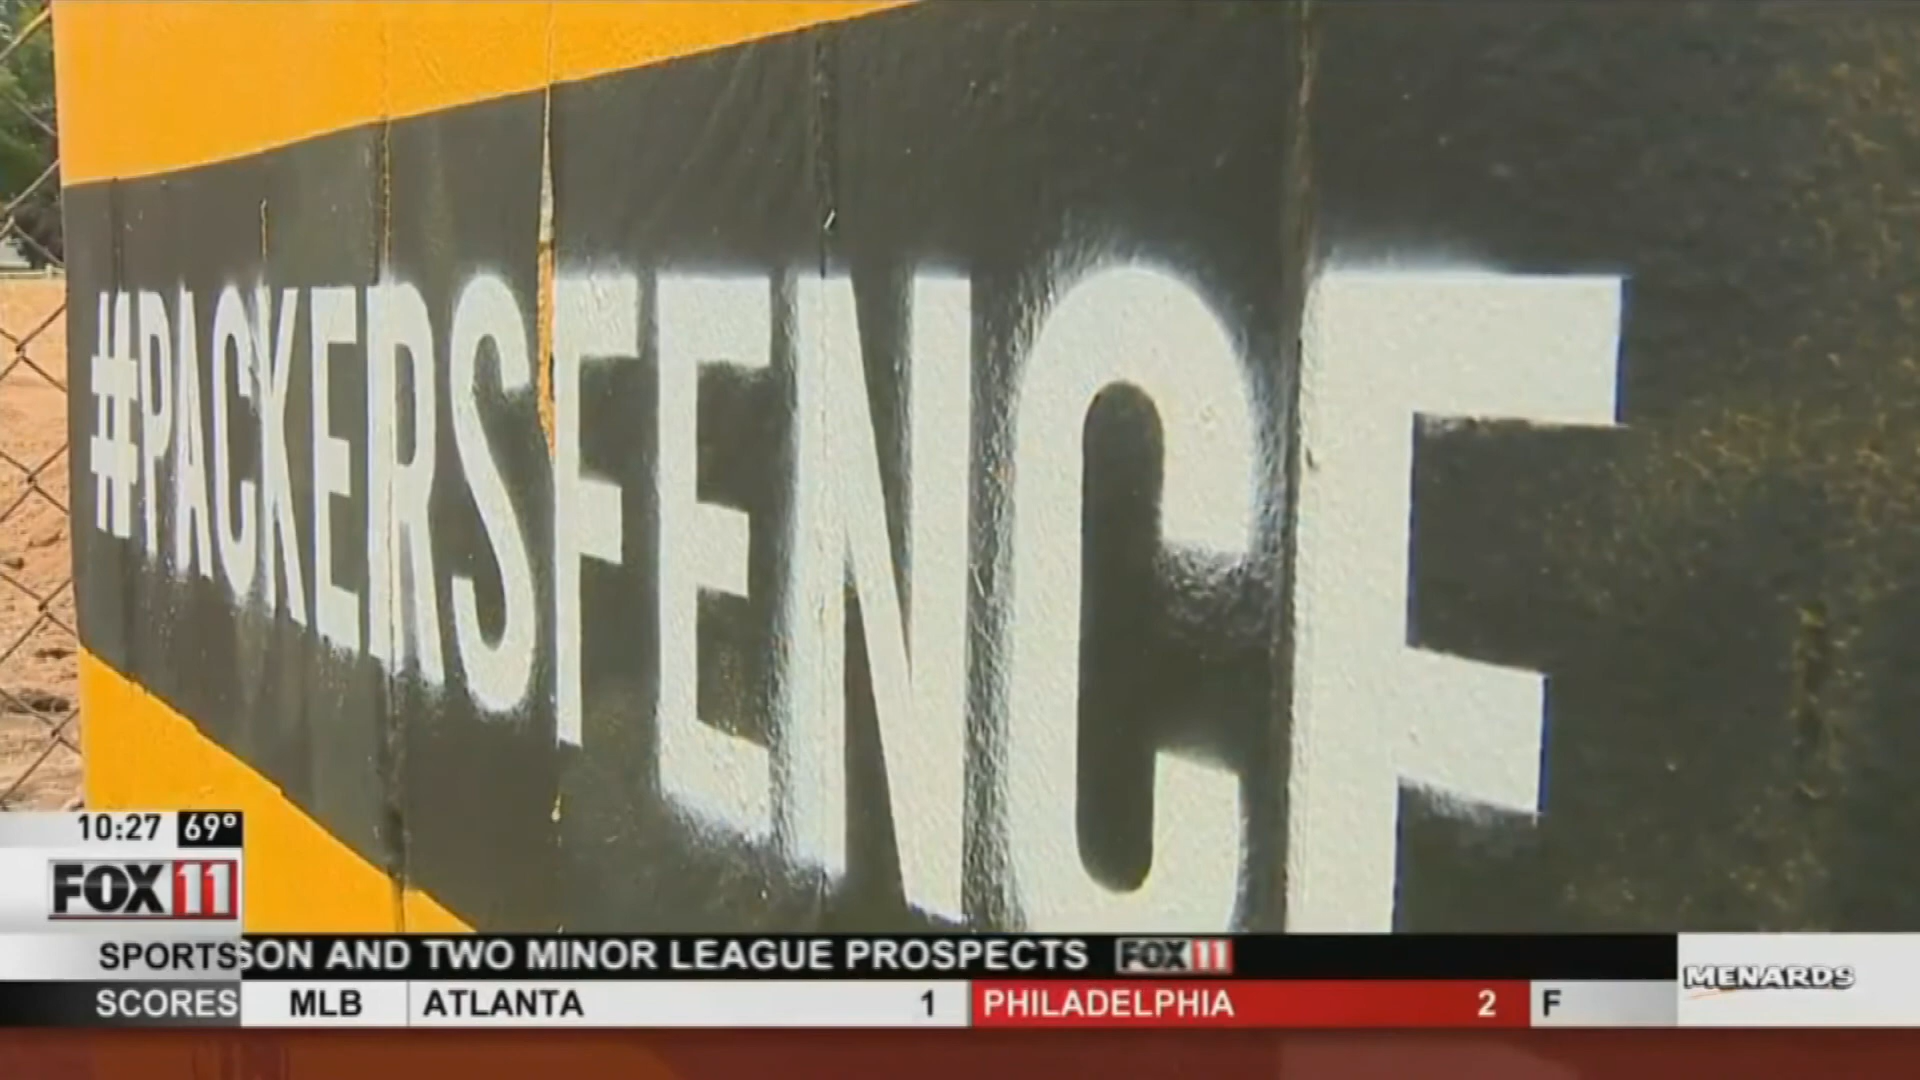 #PACKERSFENCE
10:27 69°
FOX 11
SPORTS SON AND TWO MINOR LEAGUE PROSPECTS FOX 11
MENARDS
SCORES MLB ATLANTA 1 PHILADELPHIA 2 F